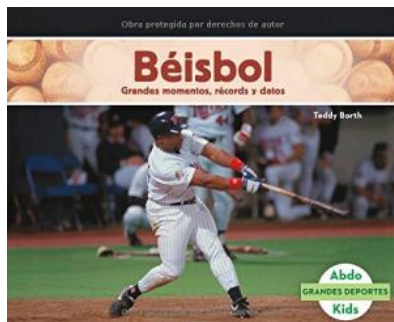 Obra protegida por derechos de autor
Béisbol
Grandes momentos, récords y datos
Teddy Borth
Abdo
GRANDES DEPORTES
Kids